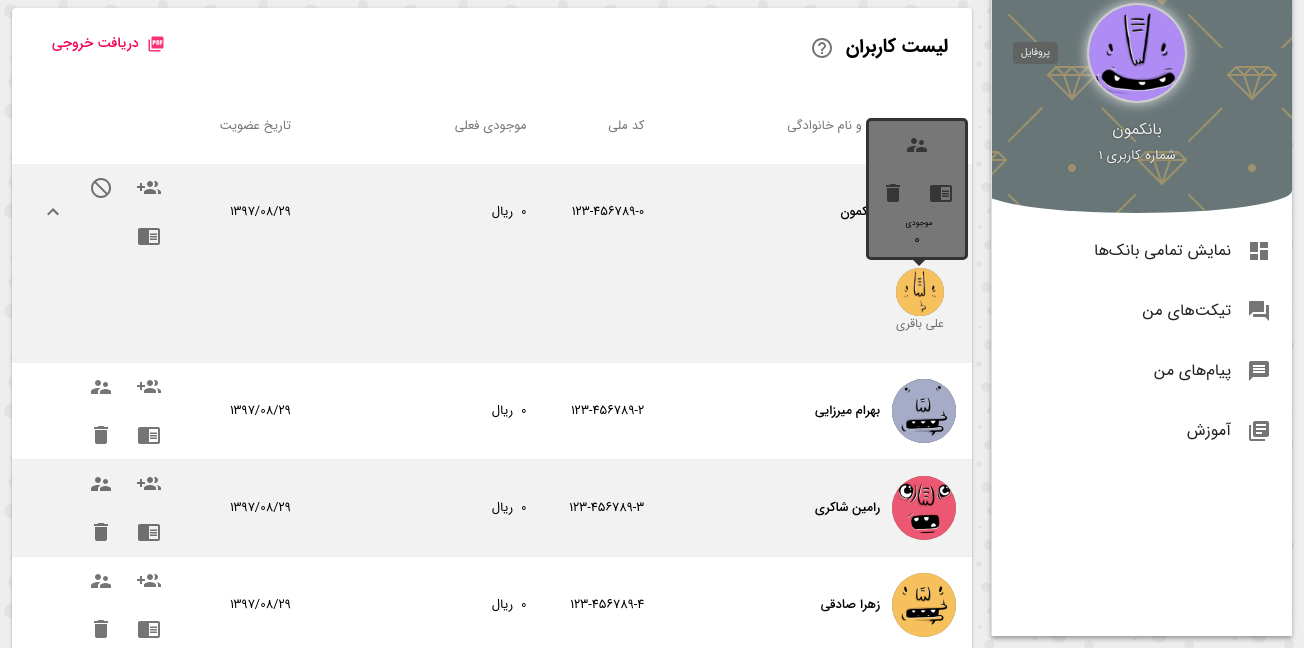 پروفایل
بانکمون
شماره کاربری ۱
نمایش تمامی بانک‌ها
تیکت‌های من
پیام‌های من
آموزش
لیست کاربران
دریافت خروجی
PDF
و نام خانوادگی
کد ملی
موجودی فعلی
تاریخ عضویت
کمون
۱۲۳-۴۵۶۷۸۹-۰
۰ ریال
۱۳۹۷/۰۸/۲۹
موجودی
۰
علی باقری
بهرام میرزایی
۱۲۳-۴۵۶۷۸۹-۲
۰ ریال
۱۳۹۷/۰۸/۲۹
رامین شاکری
۱۲۳-۴۵۶۷۸۹-۳
۰ ریال
۱۳۹۷/۰۸/۲۹
زهرا صادقی
۱۲۳-۴۵۶۷۸۹-۴
۰ ریال
۱۳۹۷/۰۸/۲۹